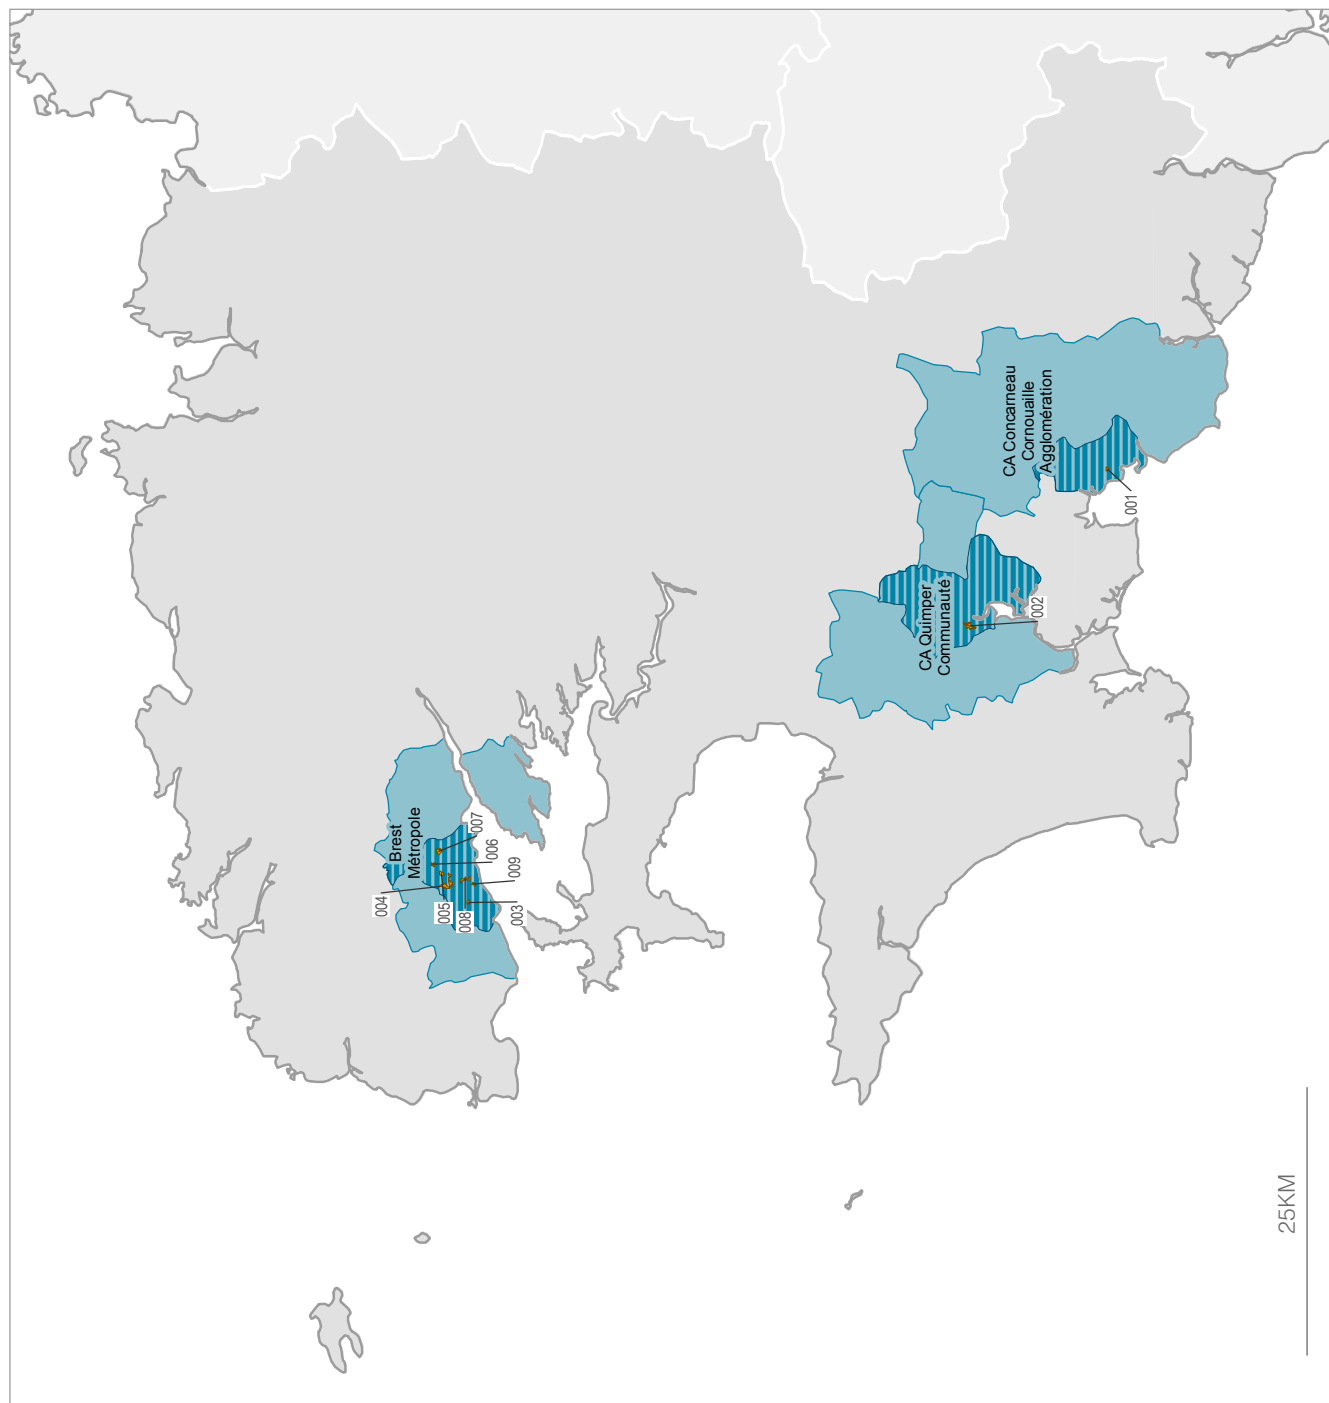 Brest
Métropole
004
005
008
003
009
006
007
CA Quimper
Communauté
002
CA Concarneau
Cornouaille
Agglomération
001
25KM